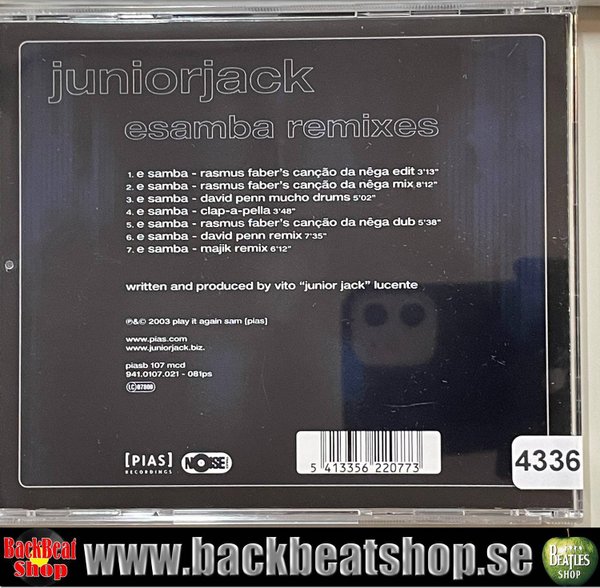 juniorjack
esamba remixes
1. e samba - rasmus faber's canção da nêga edit 3'13"
2. e samba - rasmus faber's canção da nêga mix 8'12"
3. e samba - david penn mucho drums 5'02"
4. e samba - clap-a-pella 3'48"
5. e samba - rasmus faber's canção da nêga dub 5'38"
6. e samba - david penn remix 7'35"
7. e samba - majik remix 6'12"
written and produced by vito "junior jack" lucente
℗&© 2003 play it again sam [pias]
www.pias.com
www.juniorjack.biz.
piasb 107 mcd
941.0107.021 - 081ps
LC 07800
[PIAS]
RECORDINGS
NOISE
5 413356 220773
4336
BackBeat
Shop
www.backbeatshop.se
BEATLES
SHOP